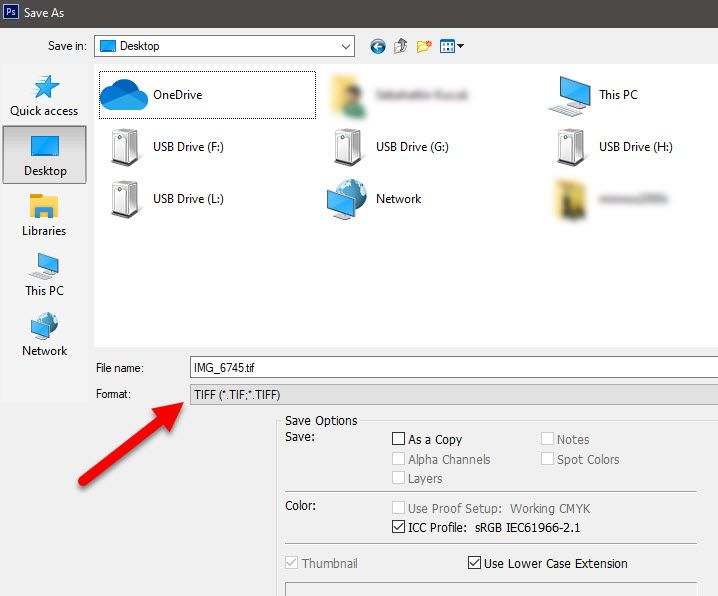 Ps Save As
Save in: Desktop
Quick access
Desktop
Libraries
This PC
Network
OneDrive
This PC
USB Drive (F:)
USB Drive (G:)
USB Drive (H:)
USB Drive (L:)
Network
File name: IMG_6745.tif
Format: TIFF (*.TIF;*.TIFF)
Save Options
Save: As a Copy Notes
Alpha Channels Spot Colors
Layers
Color: Use Proof Setup: Working CMYK
ICC Profile: sRGB IEC61966-2.1
Thumbnail Use Lower Case Extension